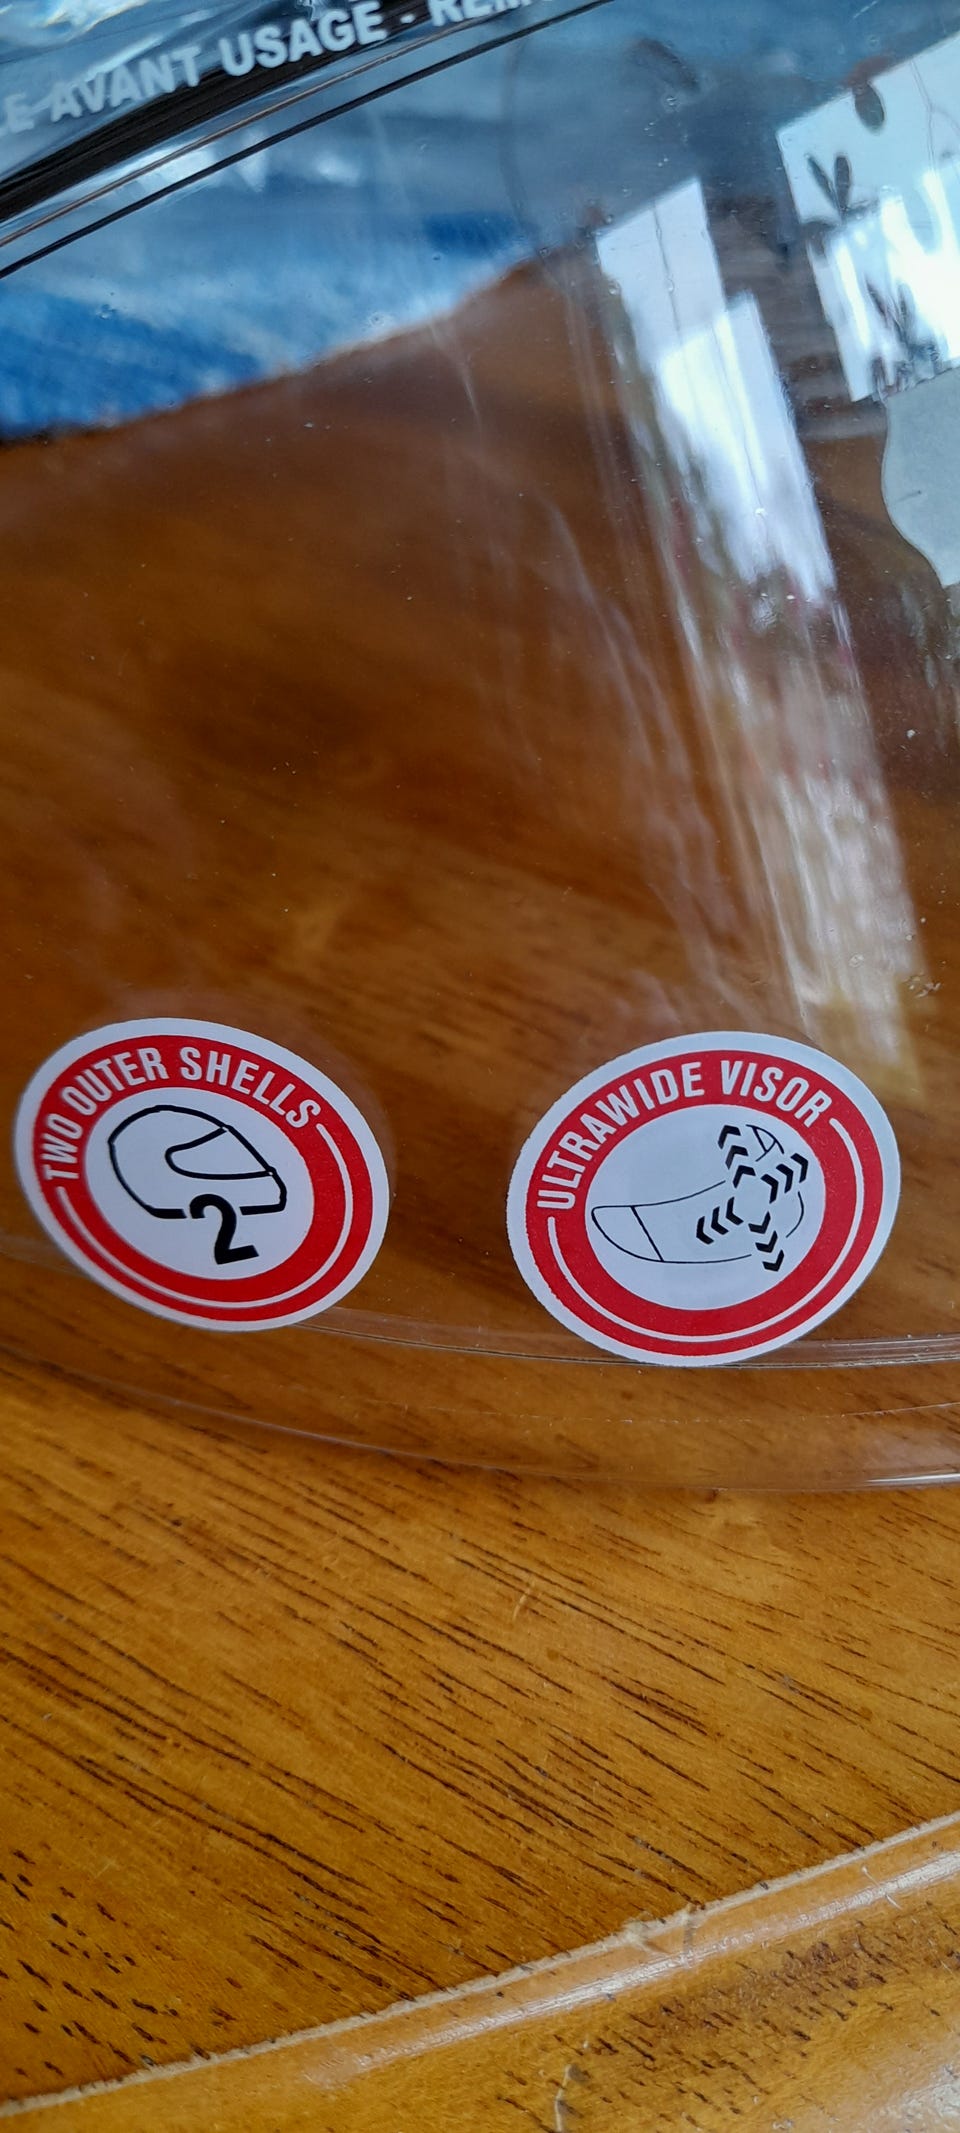 AVANT USAGE -
TWO OUTER SHELLS
2
ULTRAWIDE VISOR